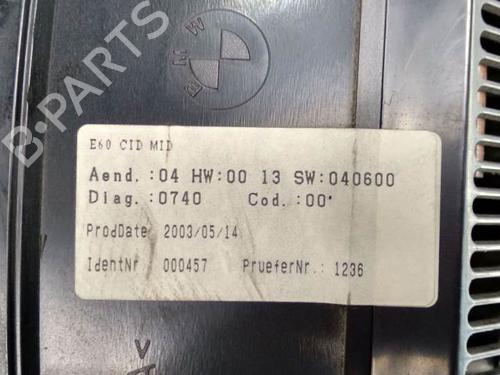 B-PARTS
BMW
E60 CID MID
Aend.:04 HW:00 13 SW:040600
Diag.:0740 Cod.:00
ProdDate 2003/05/14
IdentNr 000457 PrueferNr.: 1236